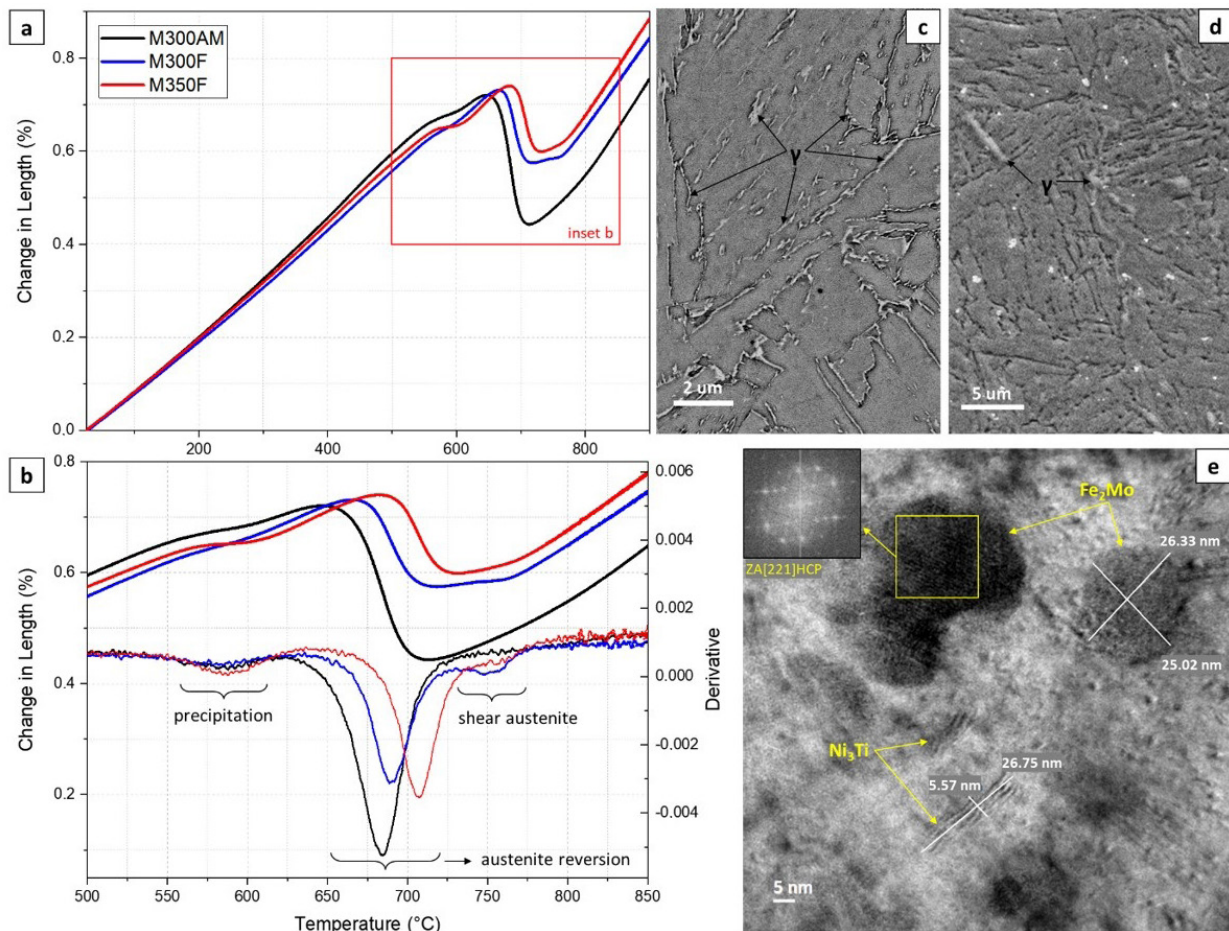 a
M300AM
M300F
M350F
0.8
0.6
0.4
0.2
0.0
Change in Length (%)
inset b
200 400 600 800
b
0.8
0.6
0.4
0.2
Change in Length (%)
0.006
0.004
0.002
0.000
-0.002
-0.004
Derivative
precipitation
shear austenite
austenite reversion
500 550 600 650 700 750 800 850
Temperature (°C)
c
γ
2 um
d
γ
5 um
e
Fe₂Mo
26.33 nm
25.02 nm
ZA[221]HCP
Ni₃Ti
26.75 nm
5.57 nm
5 nm